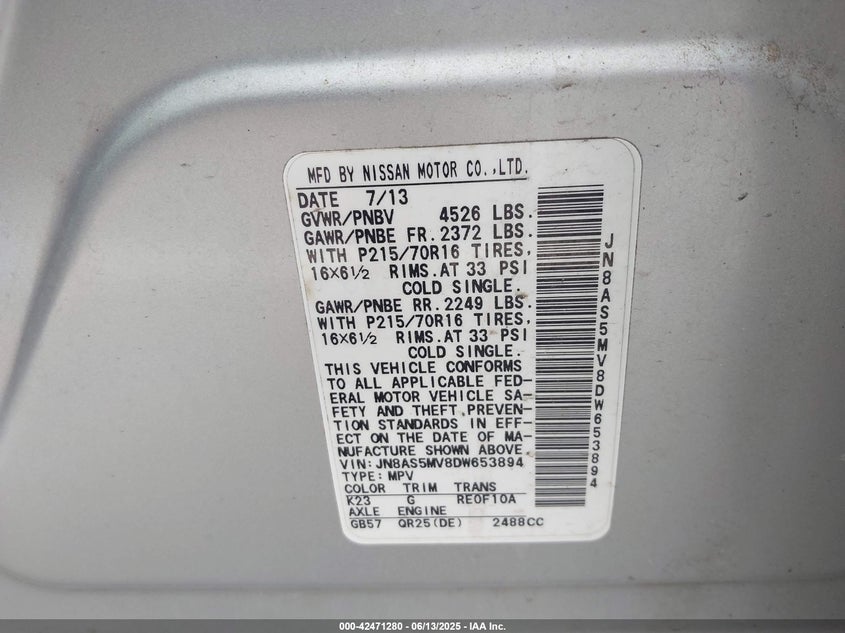 MFD BY NISSAN MOTOR CO.,LTD.
DATE 7/13
GVWR/PNBV 4526 LBS.
GAWR/PNBE FR. 2372 LBS.
WITH P215/70R16 TIRES,
16X6½ RIMS. AT 33 PSI
COLD SINGLE.
GAWR/PNBE RR. 2249 LBS.
WITH P215/70R16 TIRES,
16X6½ RIMS. AT 33 PSI
COLD SINGLE.
THIS VEHICLE CONFORMS
TO ALL APPLICABLE FED-
ERAL MOTOR VEHICLE SA-
FETY AND THEFT PREVEN-
TION STANDARDS IN EFF-
ECT ON THE DATE OF MA-
NUFACTURE SHOWN ABOVE
VIN: JN8AS5MV8DW653894
TYPE: MPV
COLOR TRIM TRANS
K23 G RE0F10A
AXLE ENGINE
GB57 QR25(DE) 2488CC
JN8AS5MV8DW653894
000-42471280 - 06/13/2025 - IAA Inc.